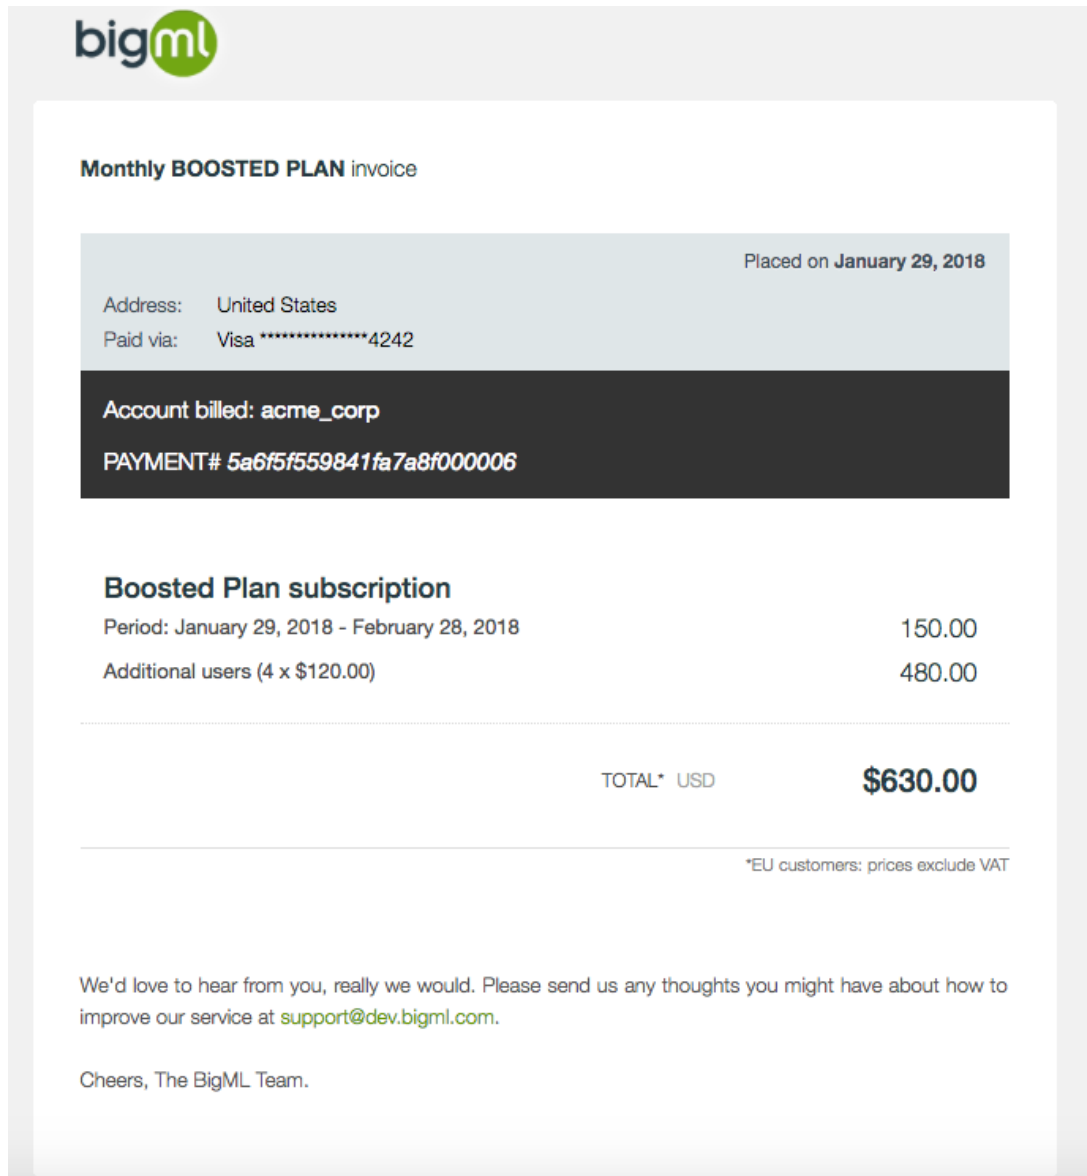 bigml
Monthly BOOSTED PLAN invoice
Placed on January 29, 2018
Address: United States
Paid via: Visa ***************4242
Account billed: acme_corp
PAYMENT# 5a6f5f559841fa7a8f000006
Boosted Plan subscription
Period: January 29, 2018 - February 28, 2018 150.00
Additional users (4 x $120.00) 480.00
TOTAL* USD $630.00
*EU customers: prices exclude VAT
We'd love to hear from you, really we would. Please send us any thoughts you might have about how to
improve our service at support@dev.bigml.com.
Cheers, The BigML Team.